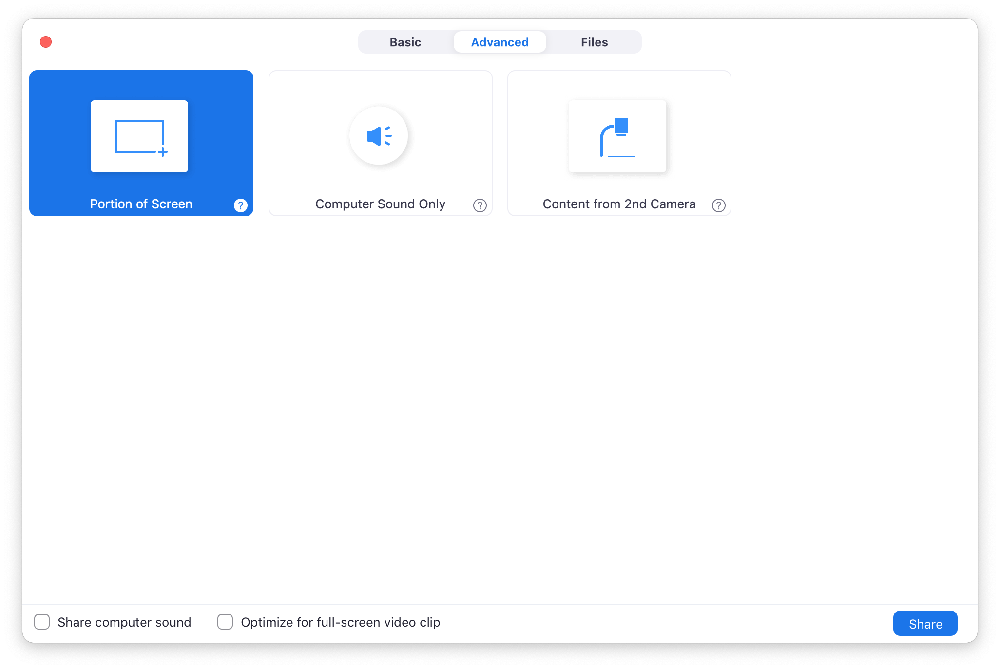 Basic
Advanced
Files
Portion of Screen
?
Computer Sound Only
?
Content from 2nd Camera
?
Share computer sound
Optimize for full-screen video clip
Share